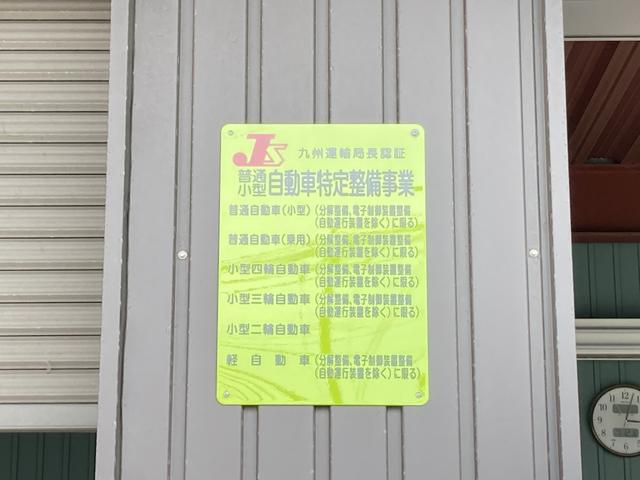 JS 九州運輸局長認証
普通
小型 自動車特定整備事業
普通自動車(小型) (分解整備、電子制御装置整備
(自動運行装置を除く)に限る)
普通自動車(乗用) (分解整備、電子制御装置整備
(自動運行装置を除く)に限る)
小型四輪自動車 (分解整備、電子制御装置整備
(自動運行装置を除く)に限る)
小型三輪自動車 (分解整備、電子制御装置整備
(自動運行装置を除く)に限る)
小型二輪自動車
軽自動車 (分解整備、電子制御装置整備
(自動運行装置を除く)に限る)